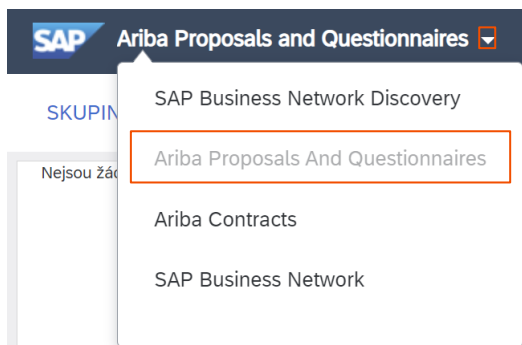 SAP Ariba Proposals and Questionnaires
SAP Business Network Discovery
SKUPIN
Ariba Proposals And Questionnaires
Nejsou žád
Ariba Contracts
SAP Business Network